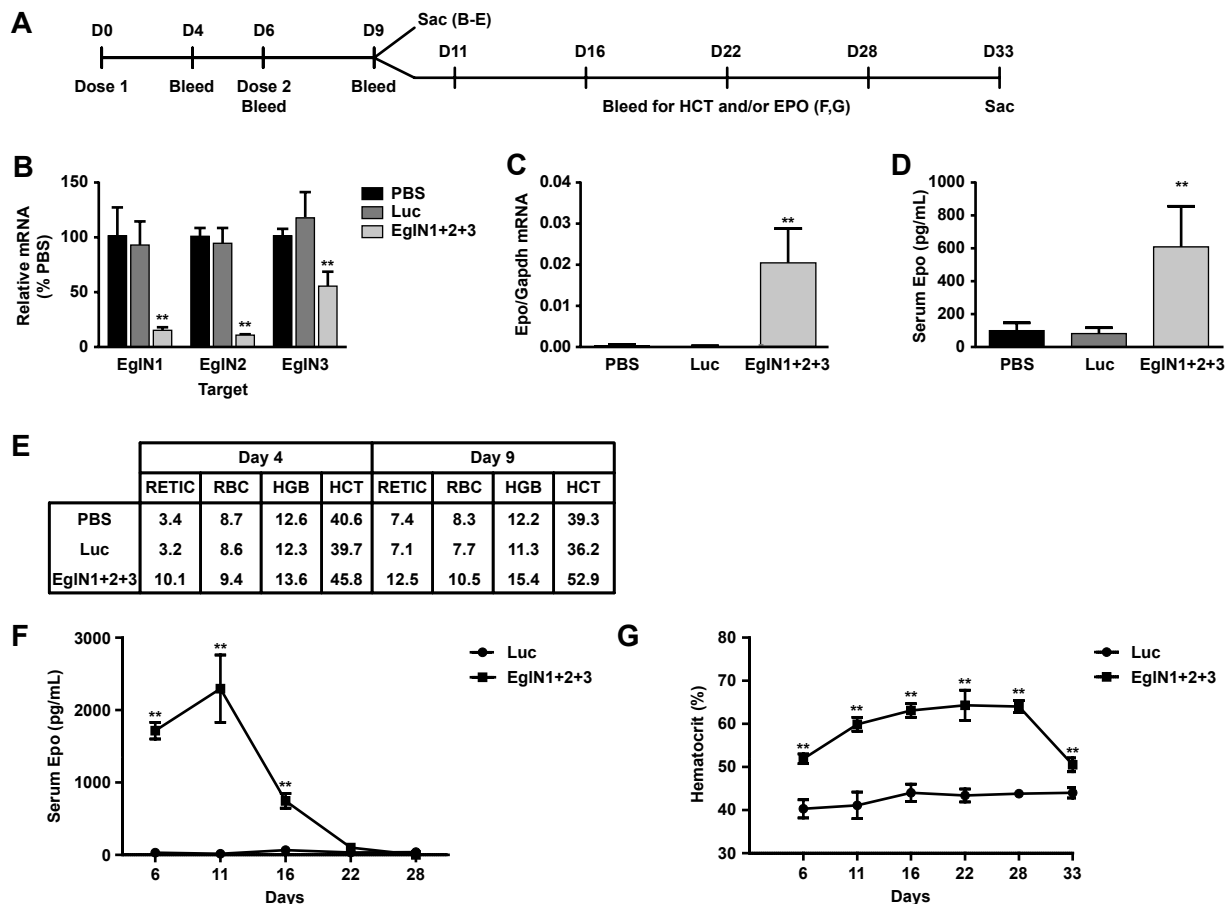 A
D0 D4 D6 D9 Sac (B-E) D11 D16 D22 D28 D33
Dose 1 Bleed Dose 2 Bleed Bleed for HCT and/or EPO (F,G) Sac
Bleed
B
Relative mRNA
(% PBS)
150
100
50
0
** ** **
EglN1 EglN2 EglN3
Target
PBS
Luc
EglN1+2+3
C
Epo/Gapdh mRNA
0.04
0.03
0.02
0.01
0.00
**
PBS Luc EglN1+2+3
D
Serum Epo (pg/mL)
1000
800
600
400
200
0
**
PBS Luc EglN1+2+3
E
Day 4 Day 9
RETIC RBC HGB HCT RETIC RBC HGB HCT
PBS 3.4 8.7 12.6 40.6 7.4 8.3 12.2 39.3
Luc 3.2 8.6 12.3 39.7 7.1 7.7 11.3 36.2
EglN1+2+3 10.1 9.4 13.6 45.8 12.5 10.5 15.4 52.9
F
Serum Epo (pg/mL)
3000
2000
1000
0
** ** **
6 11 16 22 28
Days
Luc
EglN1+2+3
G
Hematocrit (%)
80
70
60
50
40
30
** ** ** ** ** **
6 11 16 22 28 33
Days
Luc
EglN1+2+3